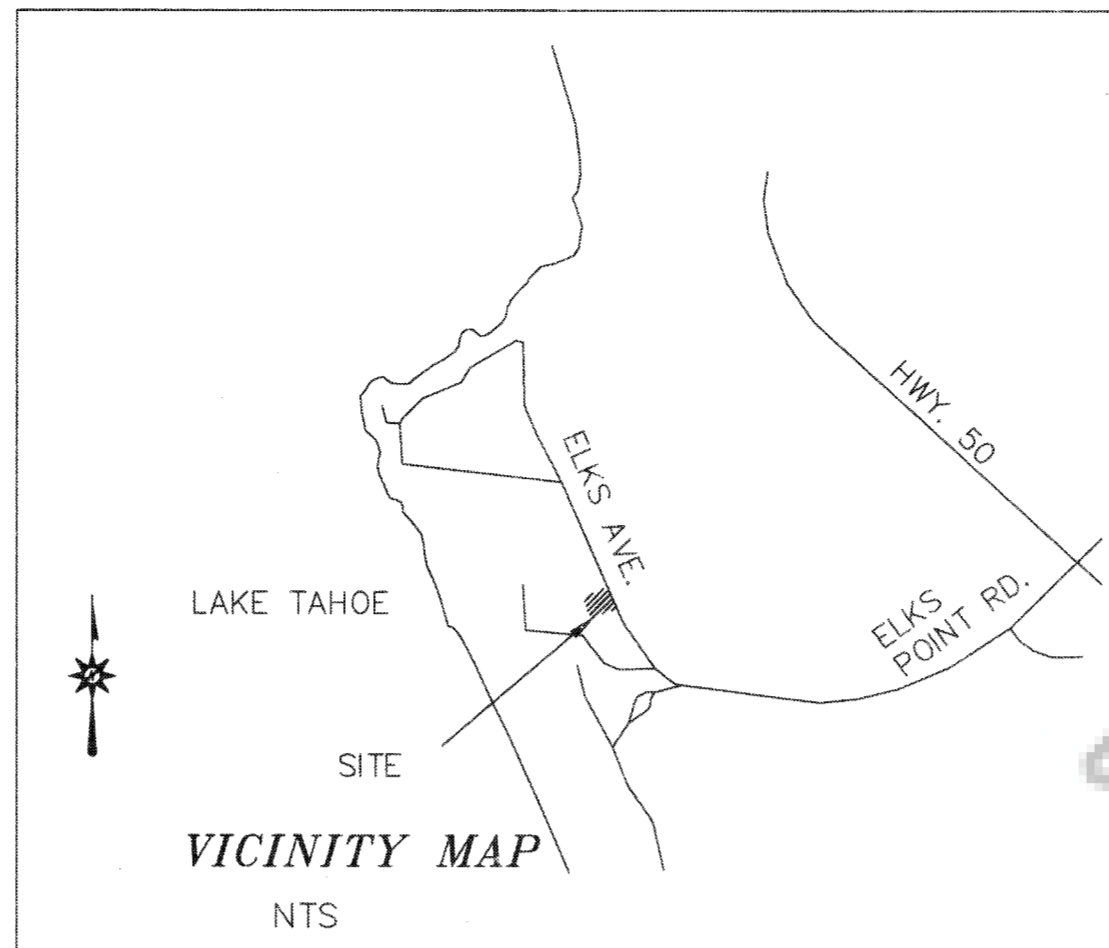 HWY. 50
ELKS AVE.
LAKE TAHOE
ELKS
POINT RD.
SITE
VICINITY MAP
NTS